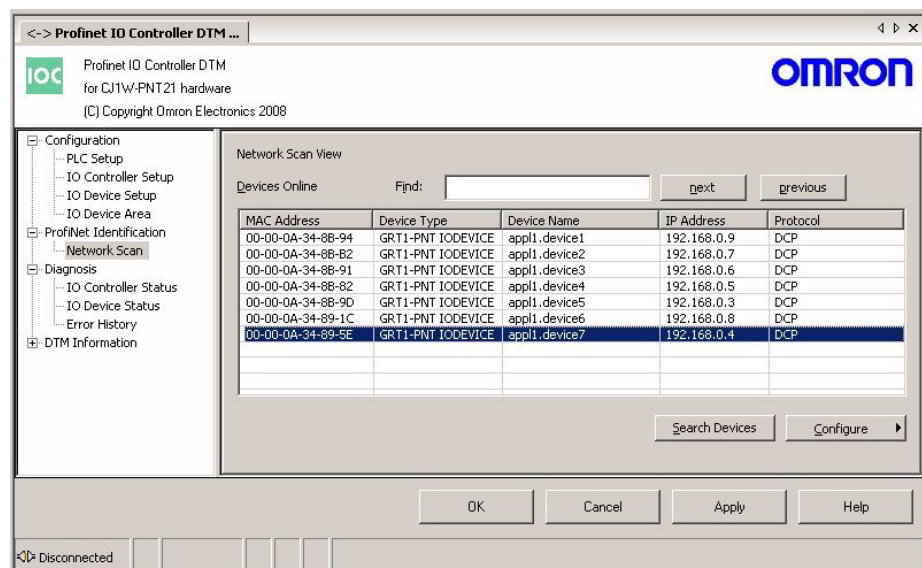 <-> Profinet IO Controller DTM ...
IOC
Profinet IO Controller DTM
for CJ1W-PNT21 hardware
(C) Copyright Omron Electronics 2008
OMRON
Configuration
PLC Setup
IO Controller Setup
IO Device Setup
IO Device Area
ProfiNet Identification
Network Scan
Diagnosis
IO Controller Status
IO Device Status
Error History
DTM Information
Network Scan View
Devices Online Find: next previous
MAC Address Device Type Device Name IP Address Protocol
00-00-0A-34-8B-94 GRT1-PNT IODEVICE appl1.device1 192.168.0.9 DCP
00-00-0A-34-8B-B2 GRT1-PNT IODEVICE appl1.device2 192.168.0.7 DCP
00-00-0A-34-8B-91 GRT1-PNT IODEVICE appl1.device3 192.168.0.6 DCP
00-00-0A-34-8B-82 GRT1-PNT IODEVICE appl1.device4 192.168.0.5 DCP
00-00-0A-34-8B-9D GRT1-PNT IODEVICE appl1.device5 192.168.0.3 DCP
00-00-0A-34-89-1C GRT1-PNT IODEVICE appl1.device6 192.168.0.8 DCP
00-00-0A-34-89-5E GRT1-PNT IODEVICE appl1.device7 192.168.0.4 DCP
Search Devices Configure
OK Cancel Apply Help
Disconnected